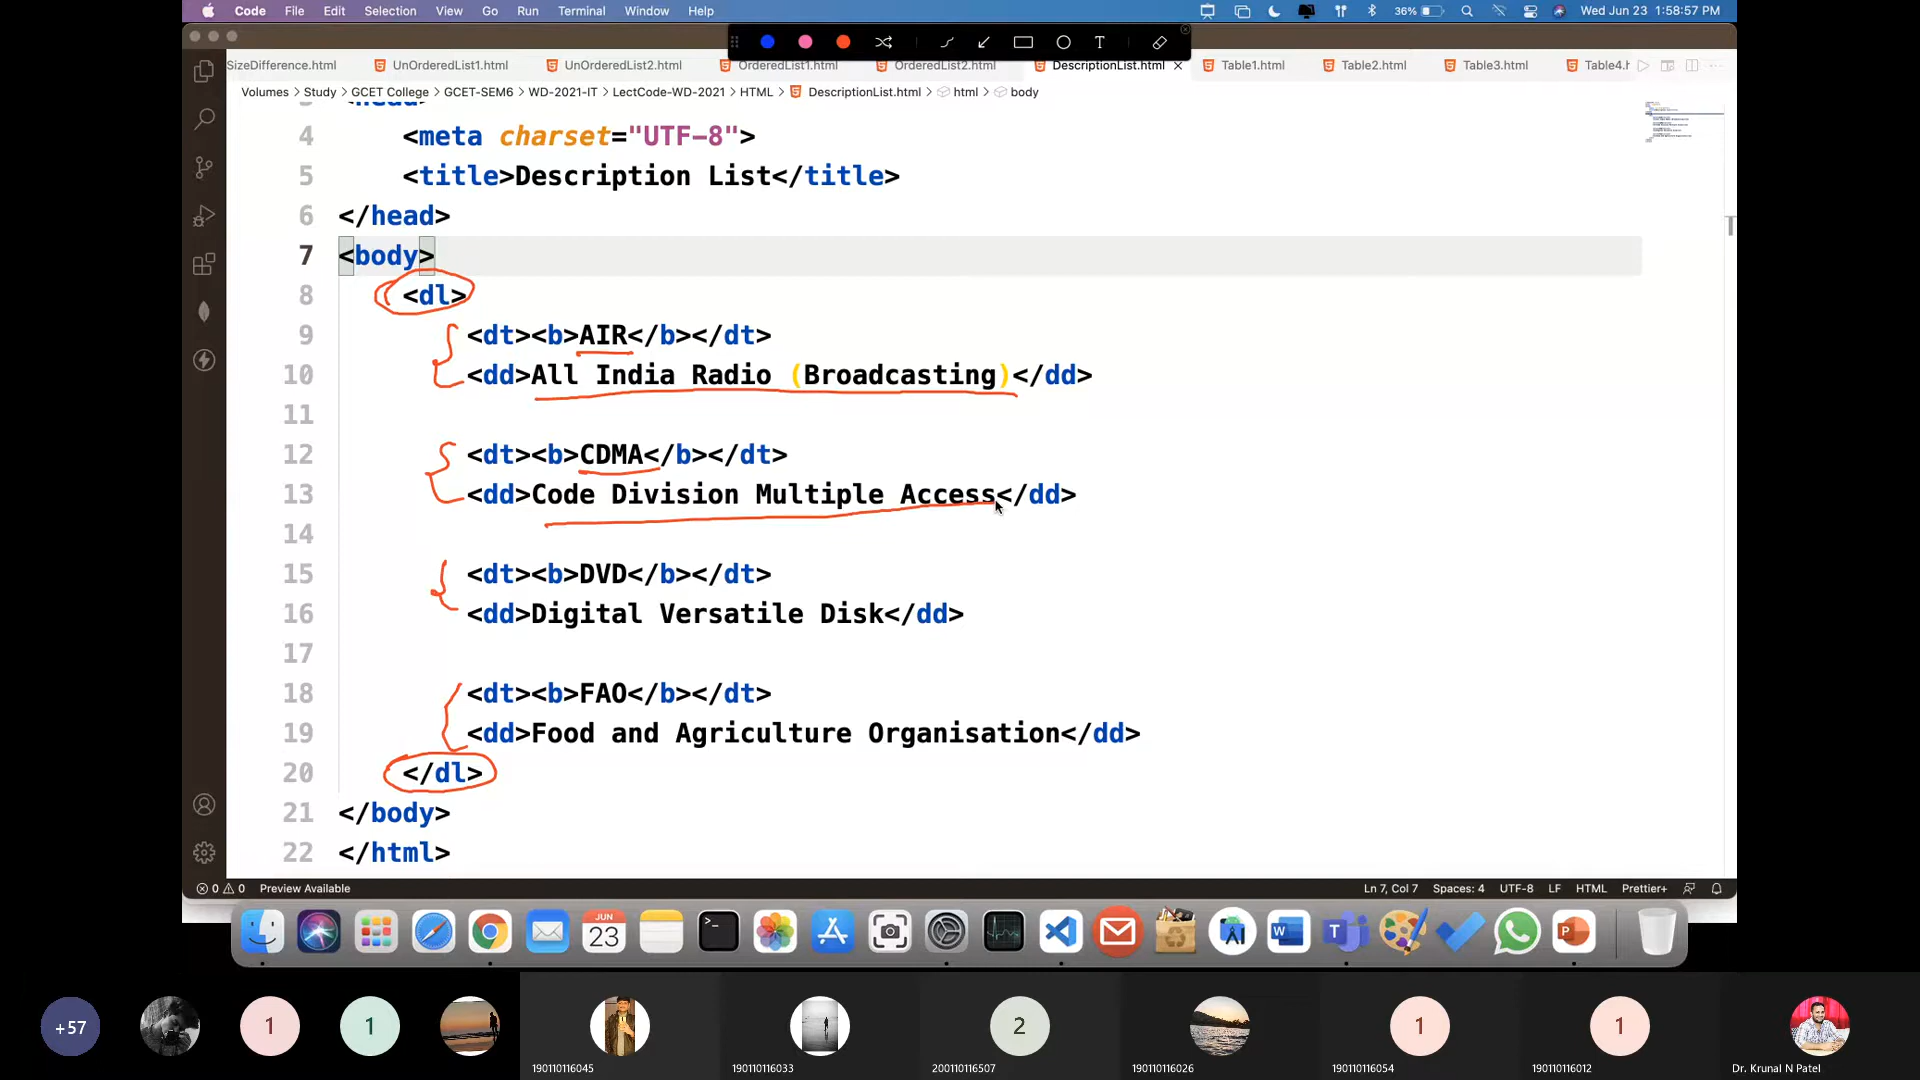 Code File Edit Selection View Go Run Terminal Window Help 36% Wed Jun 23 1:58:57 PM
SizeDifference.html UnOrderedList1.html UnOrderedList2.html OrderedList1.html OrderedList2.html DescriptionList.html Table1.html Table2.html Table3.html Table4.h
Volumes > Study > GCET College > GCET-SEM6 > WD-2021-IT > LectCode-WD-2021 > HTML > DescriptionList.html > html > body
<head>
4 <meta charset="UTF-8">
5 <title>Description List</title>
6 </head>
7 <body>
8 <dl>
9 <dt><b>AIR</b></dt>
10 <dd>All India Radio (Broadcasting)</dd>
11
12 <dt><b>CDMA</b></dt>
13 <dd>Code Division Multiple Access</dd>
14
15 <dt><b>DVD</b></dt>
16 <dd>Digital Versatile Disk</dd>
17
18 <dt><b>FAO</b></dt>
19 <dd>Food and Agriculture Organisation</dd>
20 </dl>
21 </body>
22 </html>
0 0 Preview Available Ln 7, Col 7 Spaces: 4 UTF-8 LF HTML Prettier+
JUN
23
+57 1 1 2 1 1
190110116045 190110116033 200110116507 190110116026 190110116054 190110116012 Dr. Krunal N Patel